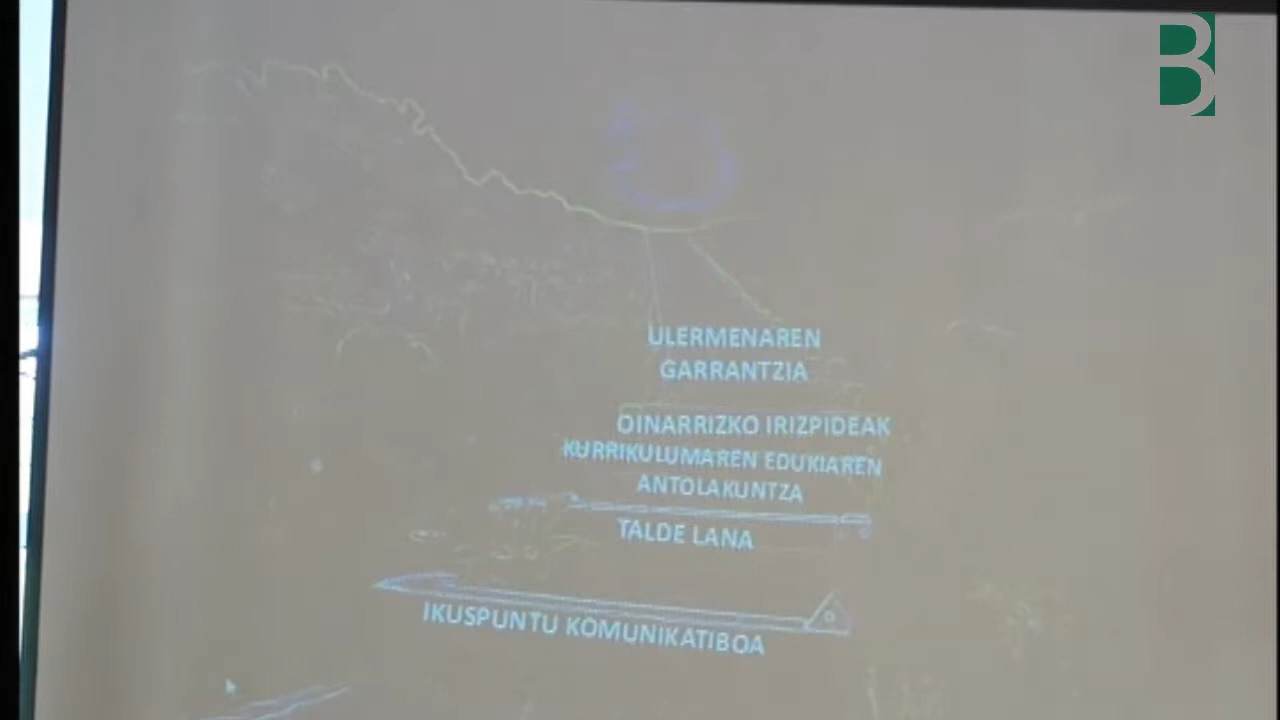 B
ULERMENAREN
GARRANTZIA
OINARRIZKO IRIZPIDEAK
KURRIKULUMAREN EDUKIAREN
ANTOLAKUNTZA
TALDE LANA
IKUSPUNTU KOMUNIKATIBOA